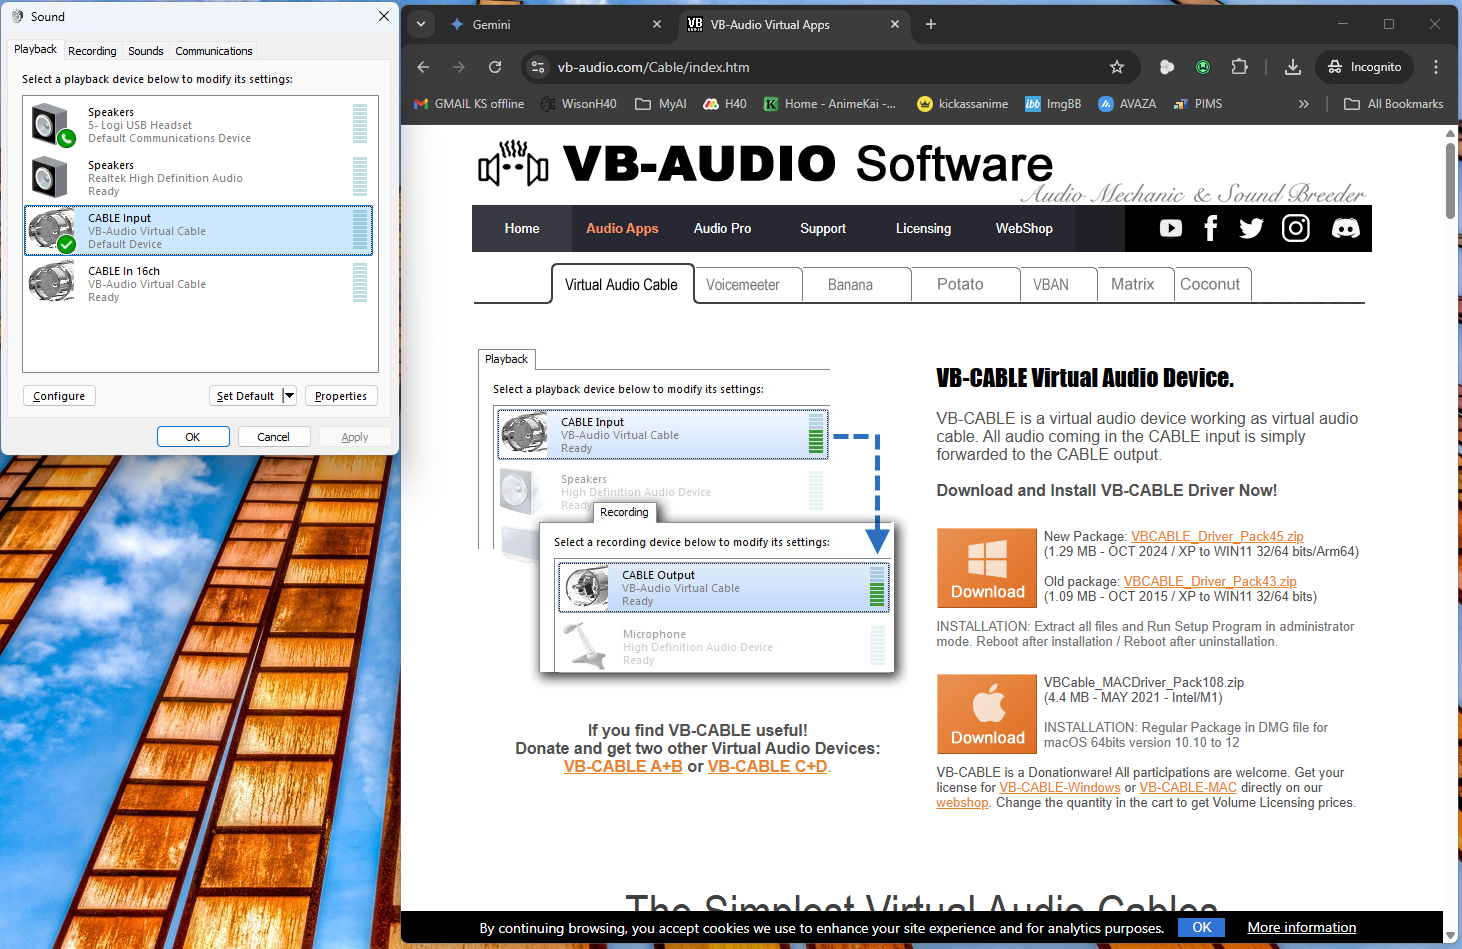 Sound
Playback
Recording
Sounds
Communications
Select a playback device below to modify its settings:
Speakers
5- Logi USB Headset
Default Communications Device
Speakers
Realtek High Definition Audio
Ready
CABLE Input
VB-Audio Virtual Cable
Default Device
CABLE In 16ch
VB-Audio Virtual Cable
Ready
Configure
Set Default
Properties
OK
Cancel
Apply
Gemini
VB-Audio Virtual Apps
vb-audio.com/Cable/index.htm
Incognito
GMAIL KS offline
WisonH40
MyAI
H40
Home - AnimeKai -...
kickassanime
ImgBB
AVAZA
PIMS
All Bookmarks
VB-AUDIO Software
Audio Mechanic & Sound Breeder
Home
Audio Apps
Audio Pro
Support
Licensing
WebShop
Virtual Audio Cable
Voicemeeter
Banana
Potato
VBAN
Matrix
Coconut
Playback
Select a playback device below to modify its settings:
CABLE Input
VB-Audio Virtual Cable
Ready
Speakers
High Definition Audio Device
Ready
Recording
Select a recording device below to modify its settings:
CABLE Output
VB-Audio Virtual Cable
Ready
Microphone
High Definition Audio Device
Ready
If you find VB-CABLE useful!
Donate and get two other Virtual Audio Devices:
VB-CABLE A+B or VB-CABLE C+D.
VB-CABLE Virtual Audio Device.
VB-CABLE is a virtual audio device working as virtual audio
cable. All audio coming in the CABLE input is simply
forwarded to the CABLE output.
Download and Install VB-CABLE Driver Now!
Download
New Package: VBCABLE_Driver_Pack45.zip
(1.29 MB - OCT 2024 / XP to WIN11 32/64 bits/Arm64)
Old package: VBCABLE_Driver_Pack43.zip
(1.09 MB - OCT 2015 / XP to WIN11 32/64 bits)
INSTALLATION: Extract all files and Run Setup Program in administrator
mode. Reboot after installation / Reboot after uninstallation.
Download
VBCable_MACDriver_Pack108.zip
(4.4 MB - MAY 2021 - Intel/M1)
INSTALLATION: Regular Package in DMG file for
macOS 64bits version 10.10 to 12
VB-CABLE is a Donationware! All participations are welcome. Get your
license for VB-CABLE-Windows or VB-CABLE-MAC directly on our
webshop. Change the quantity in the cart to get Volume Licensing prices.
The Simplest Virtual Audio Cables
By continuing browsing, you accept cookies we use to enhance your site experience and for analytics purposes.
OK
More information